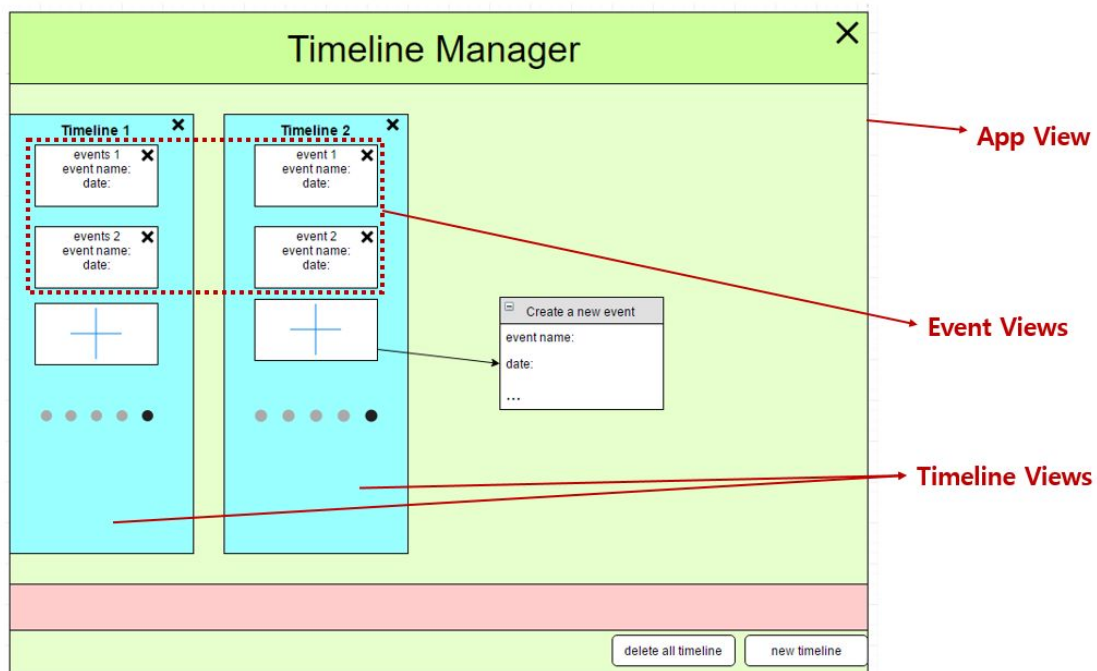 Timeline Manager
Timeline 1
events 1
event name:
date:
events 2
event name:
date:
Timeline 2
event 1
event name:
date:
event 2
event name:
date:
Create a new event
event name:
date:
...
App View
Event Views
Timeline Views
delete all timeline
new timeline